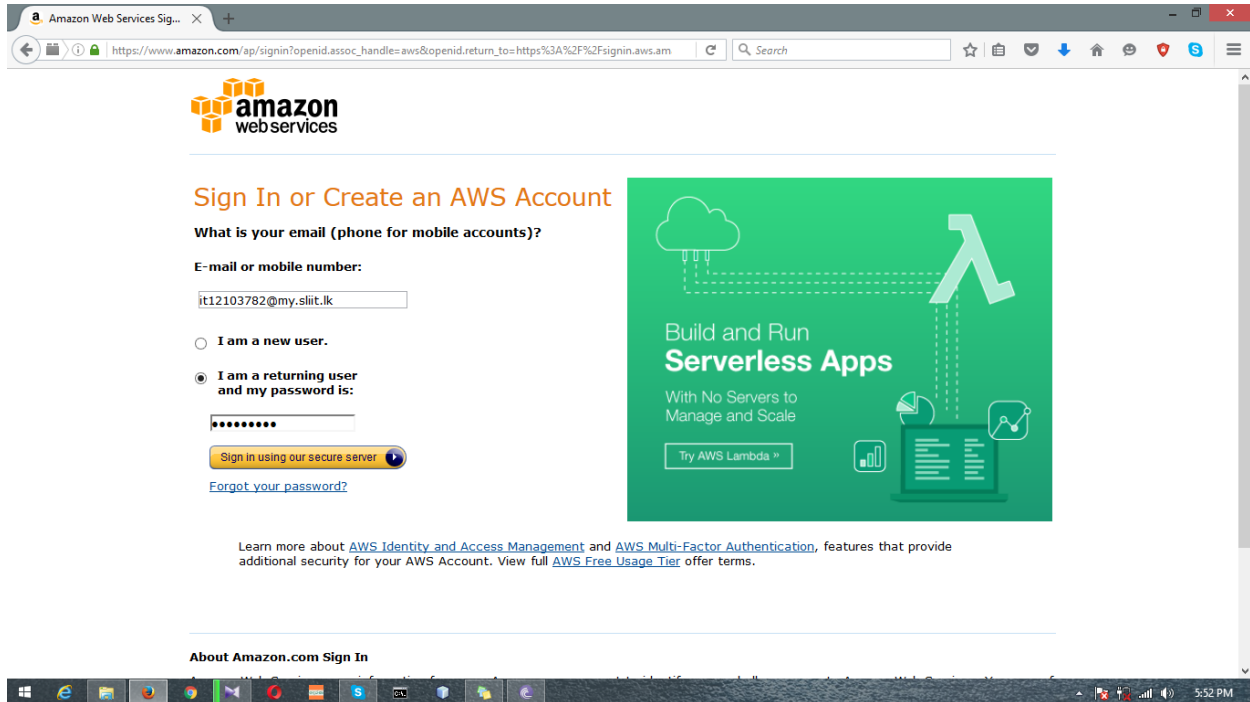 Amazon Web Services Sig...
https://www.amazon.com/ap/signin?openid.assoc_handle=aws&openid.return_to=https%3A%2F%2Fsignin.aws.am
Search
amazon
webservices
Sign In or Create an AWS Account
What is your email (phone for mobile accounts)?
E-mail or mobile number:
it12103782@my.sliit.lk
I am a new user.
I am a returning user
and my password is:
Sign in using our secure server
Forgot your password?
Build and Run
Serverless Apps
With No Servers to
Manage and Scale
Try AWS Lambda »
Learn more about AWS Identity and Access Management and AWS Multi-Factor Authentication, features that provide
additional security for your AWS Account. View full AWS Free Usage Tier offer terms.
About Amazon.com Sign In
5:52 PM